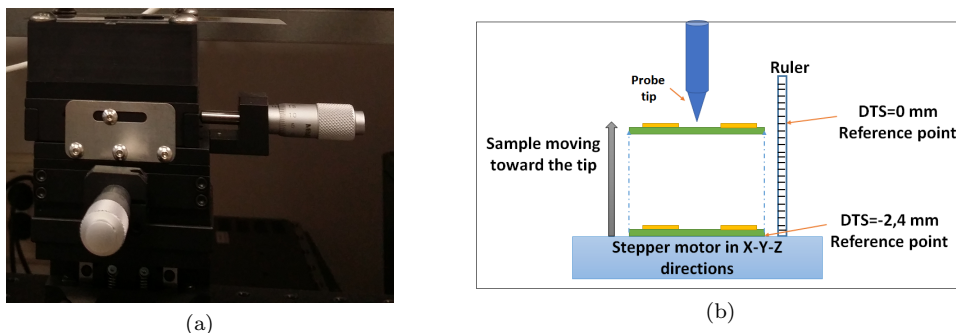 Probe
tip
Ruler
DTS=0 mm
Reference point
Sample moving
toward the tip
DTS=-2,4 mm
Reference point
Stepper motor in X-Y-Z
directions
(a)
(b)